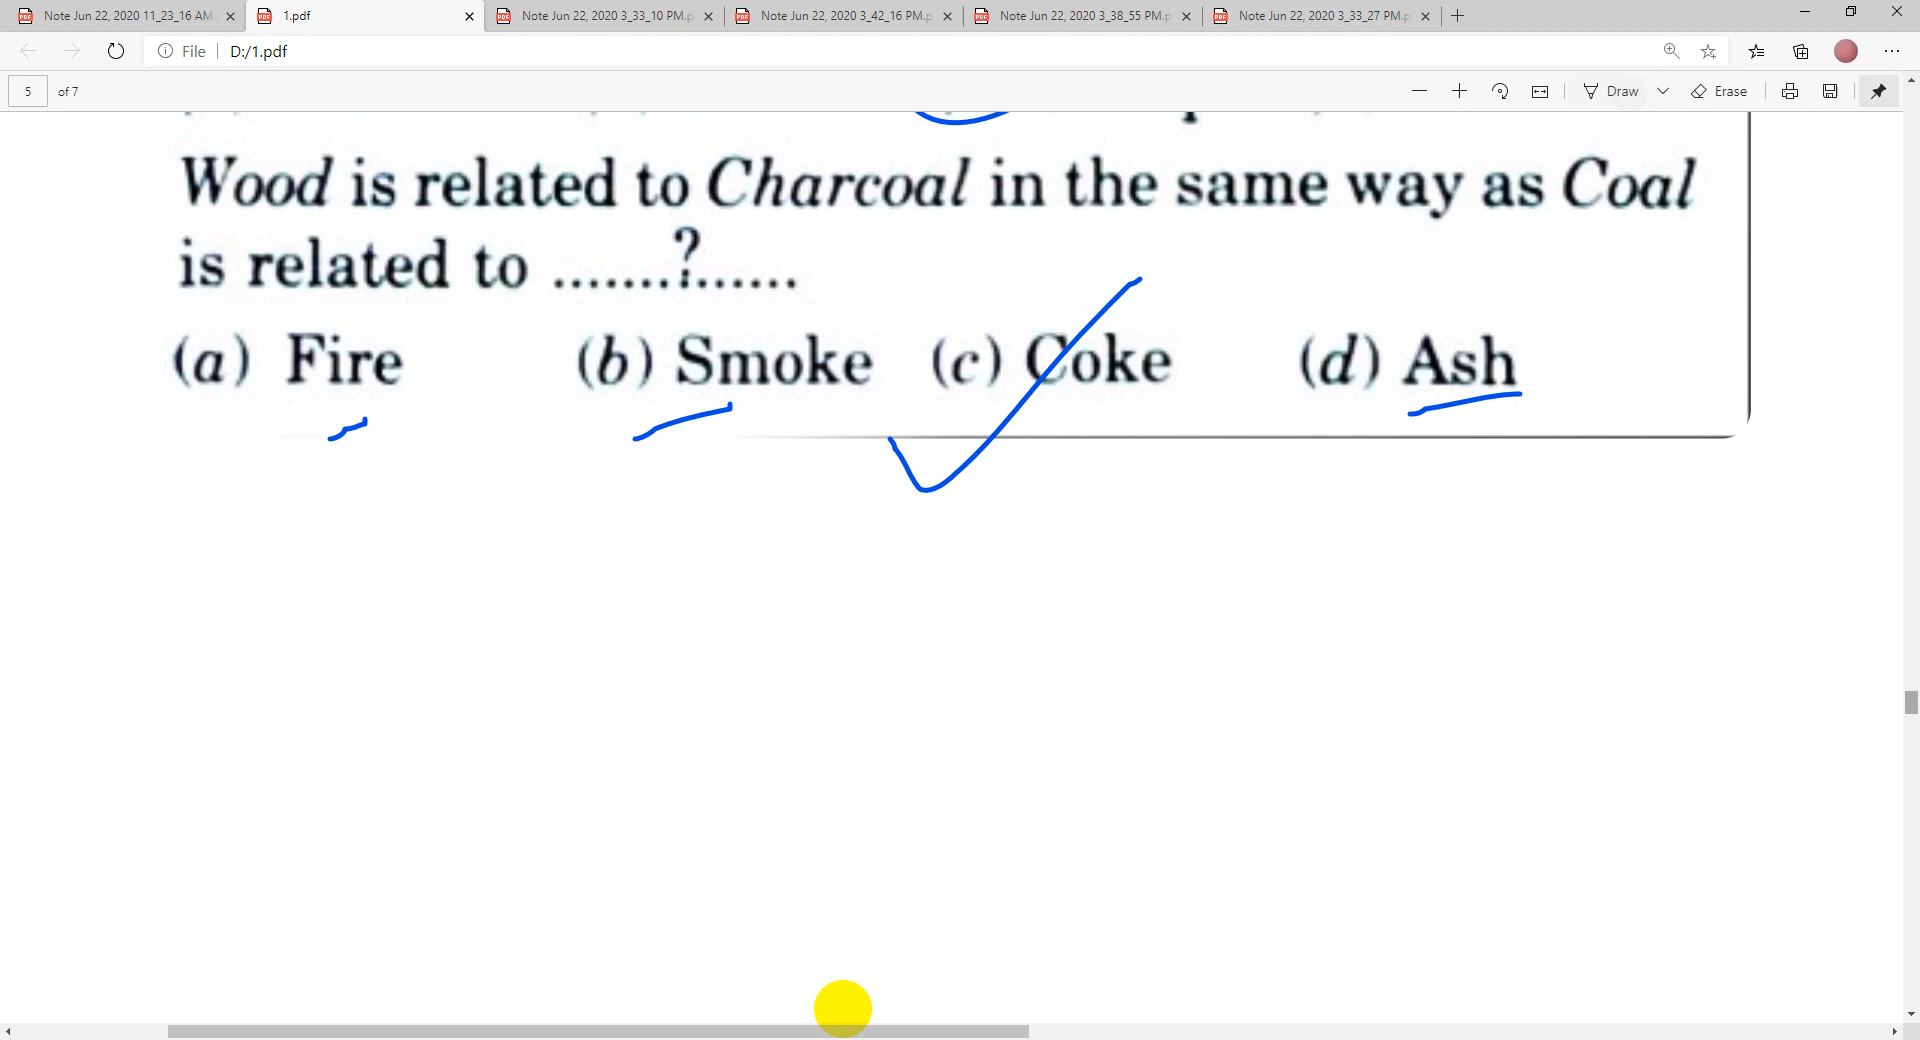 Note Jun 22, 2020 11_23_16 AM. 1.pdf Note Jun 22, 2020 3_33_10 PM.p Note Jun 22, 2020 3_42_16 PM.p Note Jun 22, 2020 3_38_55 PM.p Note Jun 22, 2020 3_33_27 PM.p
File D:/1.pdf
5 of 7 Draw Erase
Wood is related to Charcoal in the same way as Coal
is related to .......?......
(a) Fire (b) Smoke (c) Coke (d) Ash